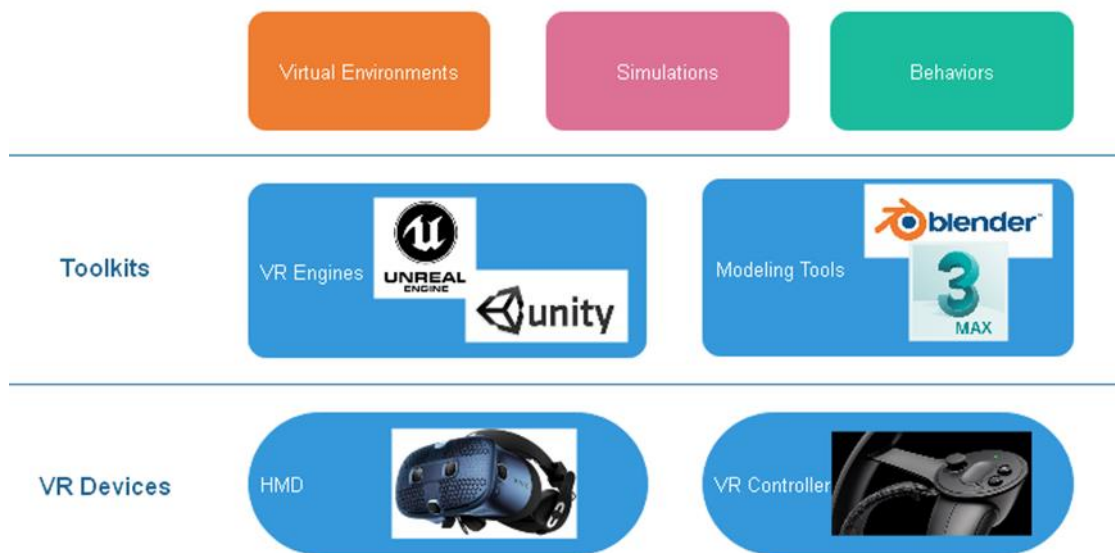 Virtual Environments
Simulations
Behaviors
Toolkits
VR Engines
UNREAL
ENGINE
unity
Modeling Tools
blender™
3
MAX
VR Devices
HMD
VR Controller